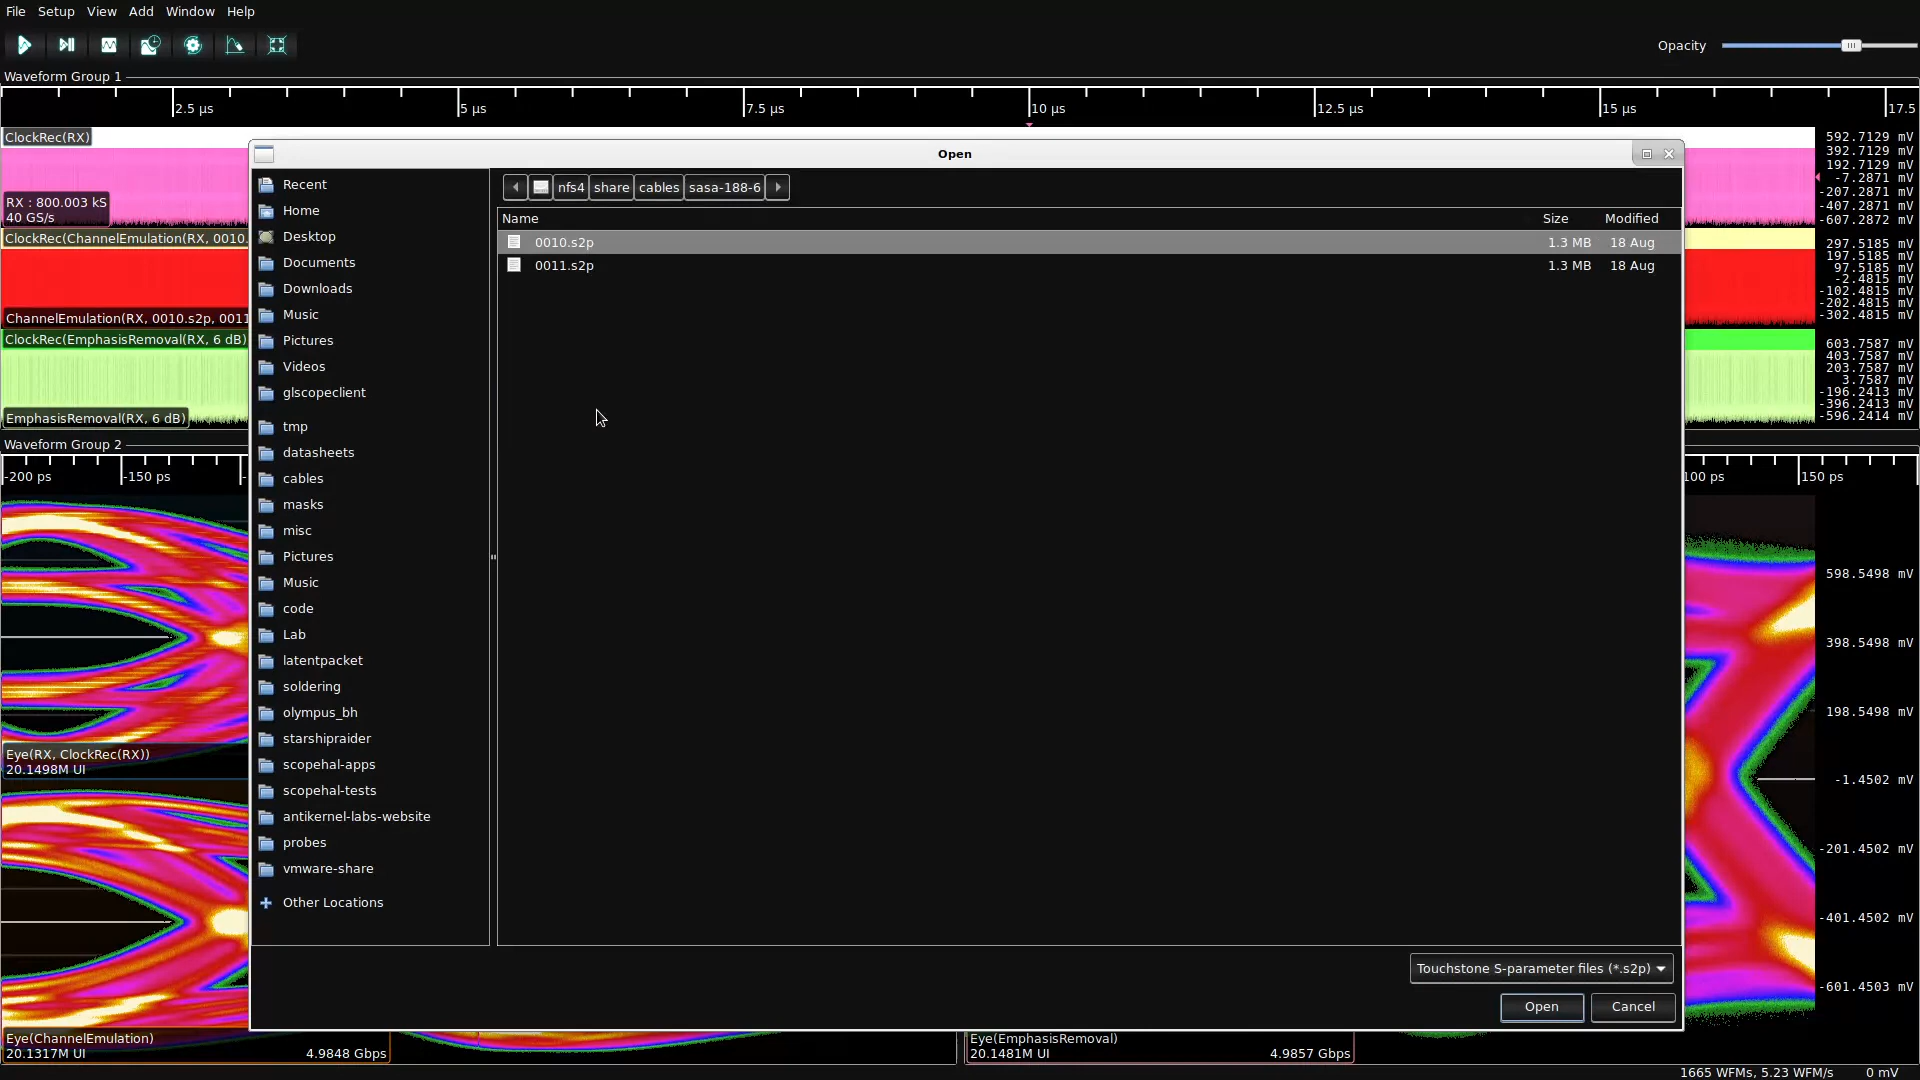 File Setup View Add Window Help
Opacity
Waveform Group 1
2.5 µs 5 µs 7.5 µs 10 µs 12.5 µs 15 µs 17.5
ClockRec(RX)
592.7129 mV
392.7129 mV
192.7129 mV
-7.2871 mV
-207.2871 mV
-407.2871 mV
-607.2872 mV
RX : 800.003 kS
40 GS/s
ClockRec(ChannelEmulation(RX, 0010.
297.5185 mV
197.5185 mV
97.5185 mV
-2.4815 mV
-102.4815 mV
-202.4815 mV
-302.4815 mV
ChannelEmulation(RX, 0010.s2p, 0011
ClockRec(EmphasisRemoval(RX, 6 dB)
603.7587 mV
403.7587 mV
203.7587 mV
3.7587 mV
-196.2413 mV
-396.2413 mV
-596.2414 mV
EmphasisRemoval(RX, 6 dB)
Waveform Group 2
-200 ps -150 ps 100 ps 150 ps
598.5498 mV
398.5498 mV
198.5498 mV
-1.4502 mV
-201.4502 mV
-401.4502 mV
-601.4503 mV
Eye(RX, ClockRec(RX))
20.1498M UI
Eye(ChannelEmulation)
20.1317M UI 4.9848 Gbps
Eye(EmphasisRemoval)
20.1481M UI 4.9857 Gbps
1665 WFMs, 5.23 WFM/s 0 mV
Open
Recent
Home
Desktop
Documents
Downloads
Music
Pictures
Videos
glscopeclient
tmp
datasheets
cables
masks
misc
Pictures
Music
code
Lab
latentpacket
soldering
olympus_bh
starshipraider
scopehal-apps
scopehal-tests
antikernel-labs-website
probes
vmware-share
Other Locations
nfs4 share cables sasa-188-6
Name Size Modified
0010.s2p 1.3 MB 18 Aug
0011.s2p 1.3 MB 18 Aug
Touchstone S-parameter files (*.s2p)
Open Cancel